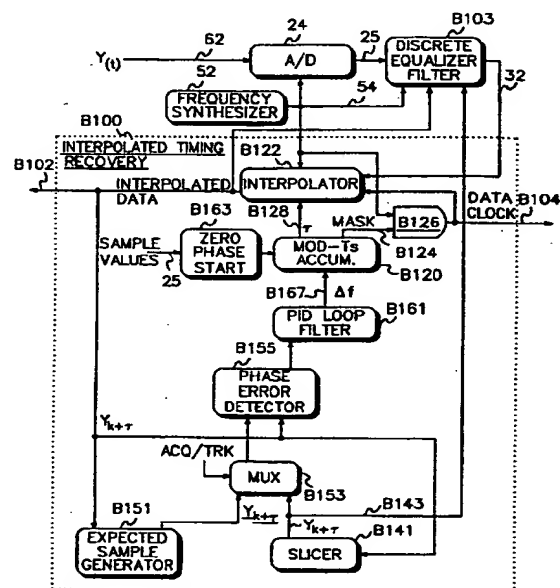 24
25
B103
62
Y(t)
A/D
DISCRETE
EQUALIZER
FILTER
52
54
32
FREQUENCY
SYNTHESIZER
B100
INTERPOLATED TIMING
RECOVERY
B122
B102
INTERPOLATOR
DATA
CLOCK
B104
INTERPOLATED
DATA
B163
B128
τ
MASK
B126
B124
SAMPLE
VALUES
25
ZERO
PHASE
START
MOD-Ts
ACCUM.
B120
B167
Δf
PID LOOP
FILTER
B161
B155
PHASE
ERROR
DETECTOR
Yk+τ
ACQ/TRK
MUX
B153
B143
B151
Yk+τ
Yk+τ
B141
EXPECTED
SAMPLE
GENERATOR
SLICER